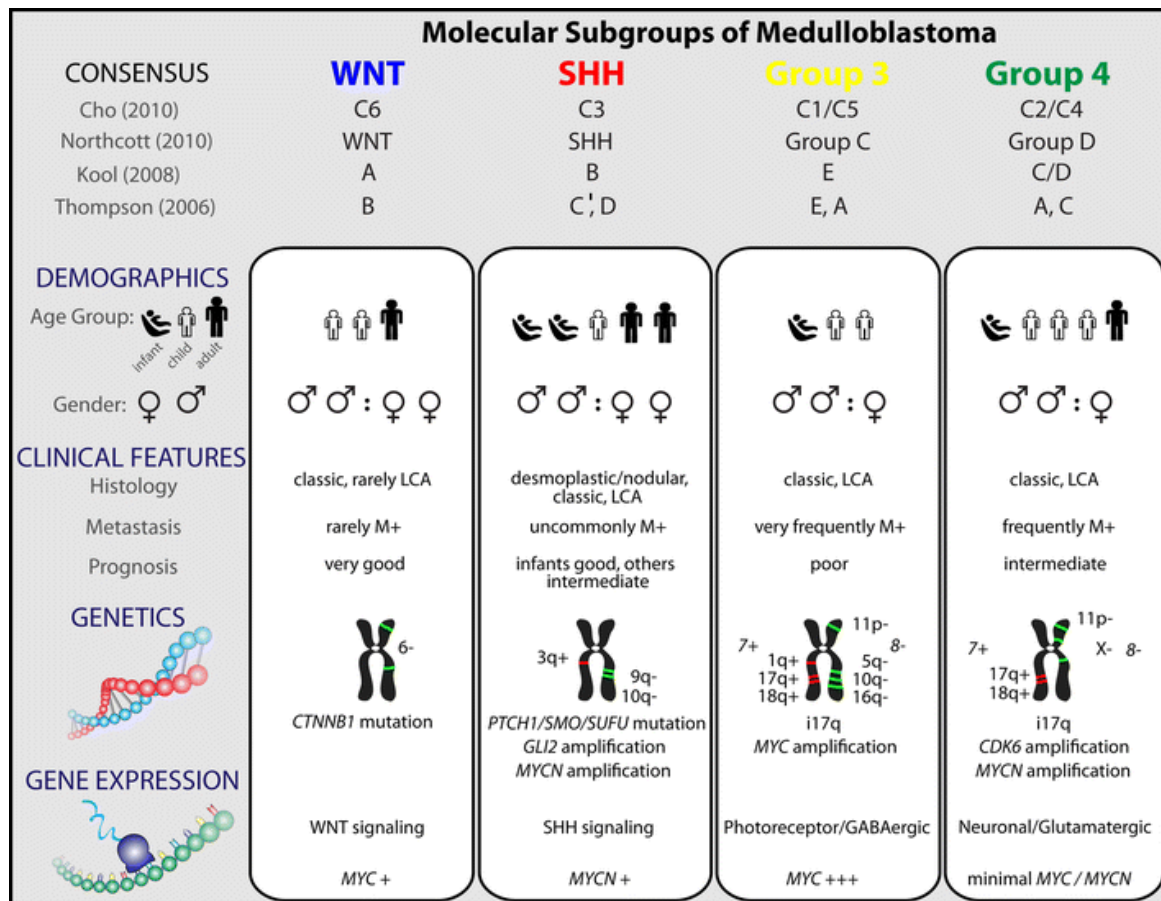 Molecular Subgroups of Medulloblastoma
CONSENSUS WNT SHH Group 3 Group 4
Cho (2010) C6 C3 C1/C5 C2/C4
Northcott (2010) WNT SHH Group C Group D
Kool (2008) A B E C/D
Thompson (2006) B C', D E, A A, C
DEMOGRAPHICS
Age Group:
infant child adult
Gender: ♀ ♂ ♂ ♂ : ♀ ♀ ♂ ♂ : ♀ ♀ ♂ ♂ : ♀ ♂ ♂ : ♀
CLINICAL FEATURES
Histology classic, rarely LCA desmoplastic/nodular, classic, LCA classic, LCA
classic, LCA
Metastasis rarely M+ uncommonly M+ very frequently M+ frequently M+
Prognosis very good infants good, others poor intermediate
intermediate
GENETICS
6-
3q+
9q-
10q-
11p-
7+ 8-
1q+ 5q-
17q+ 10q-
18q+ 16q-
11p-
7+ X- 8-
17q+
18q+
CTNNB1 mutation PTCH1/SMO/SUFU mutation i17q i17q
GLI2 amplification MYC amplification CDK6 amplification
MYCN amplification MYCN amplification
GENE EXPRESSION
WNT signaling SHH signaling Photoreceptor/GABAergic Neuronal/Glutamatergic
MYC + MYCN + MYC +++ minimal MYC / MYCN